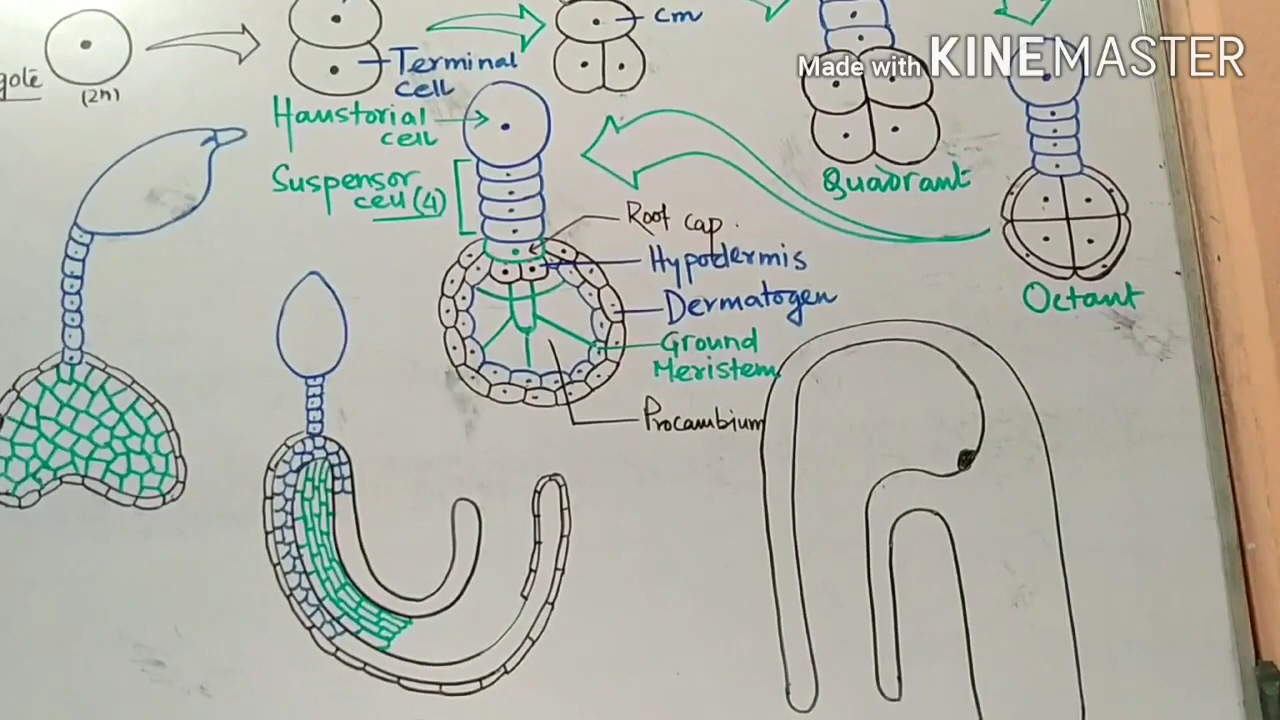 cm
Made with KINEMASTER
gote
(2n)
Terminal
cell
Haustorial
cell
Suspensor
cell (4)
Quadrant
Root cap.
Hypodermis
Dermatogen
Octant
Ground
Meristem
Procambium